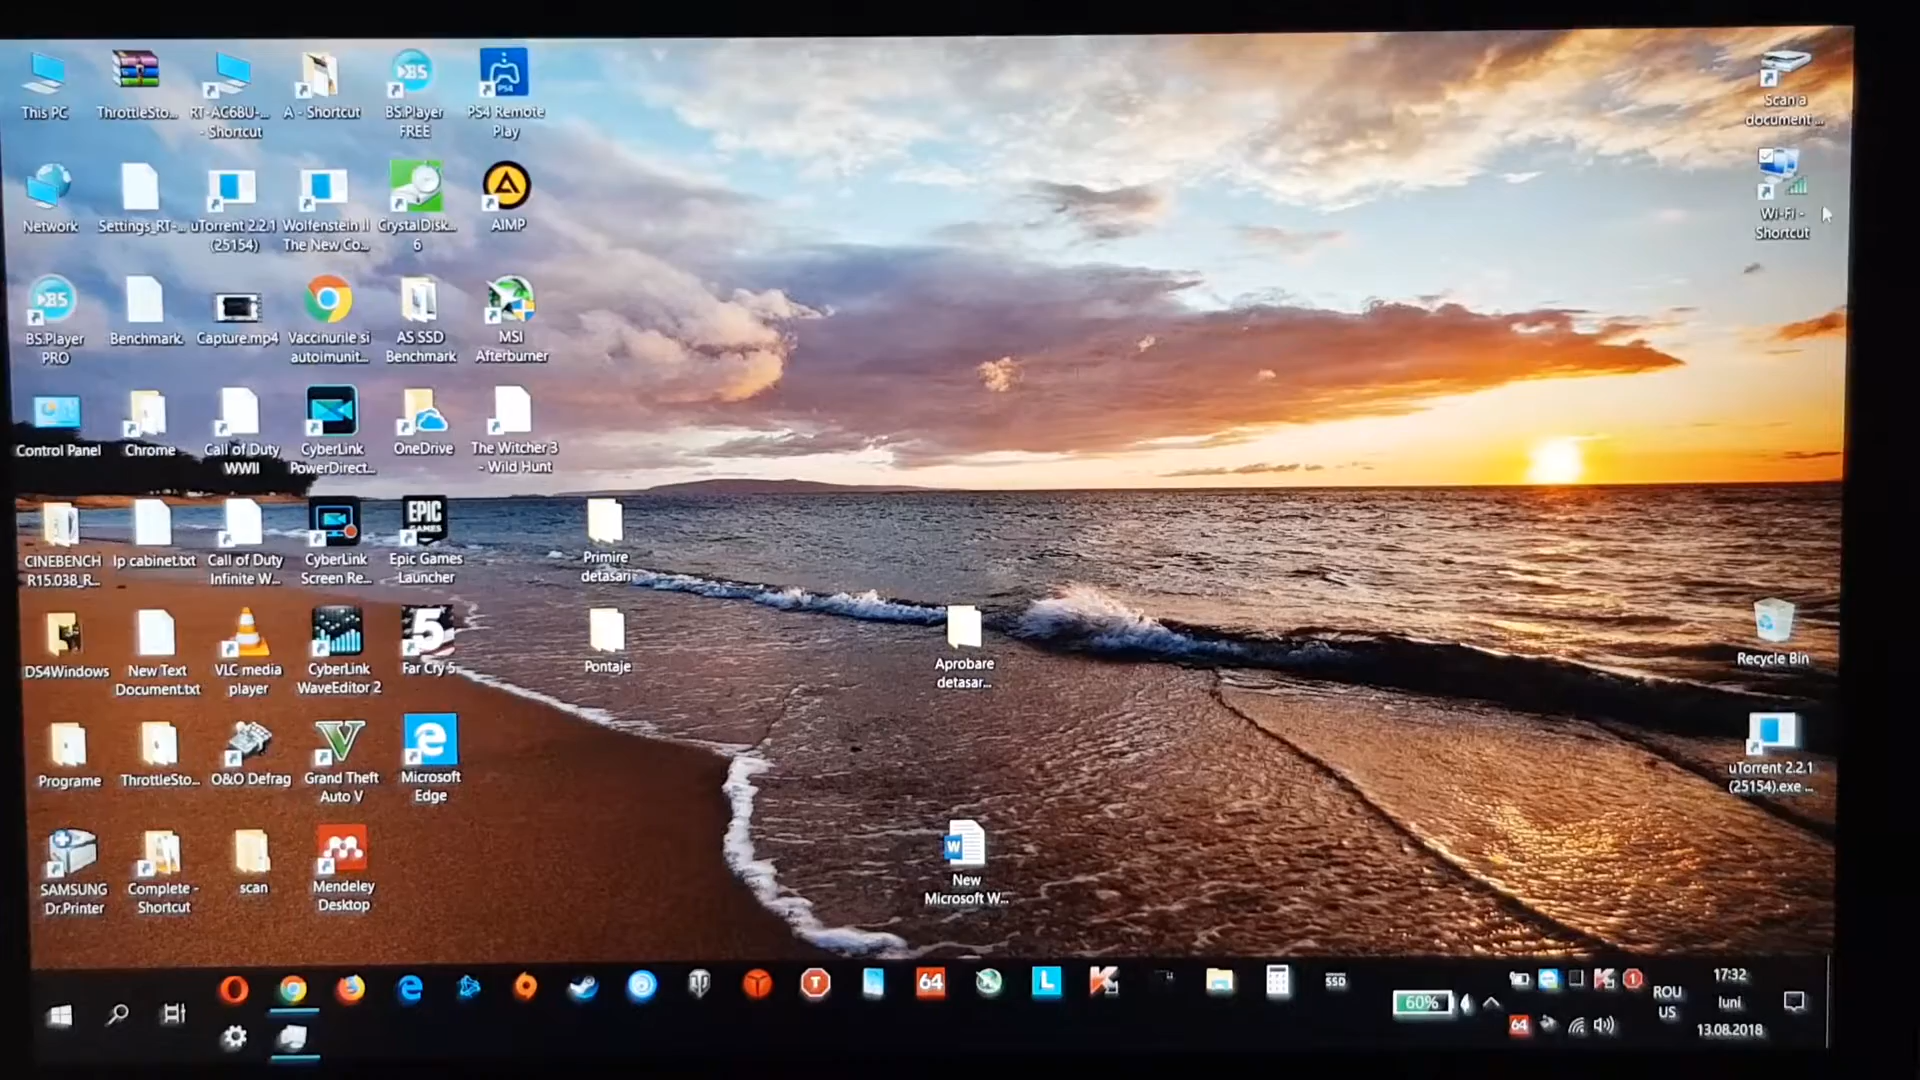 This PC
ThrottleSto...
RT-AC68U-...
- Shortcut
A - Shortcut
BS.Player
FREE
PS4
PS4 Remote
Play
Scan a
document ...
Network
Settings_RT-...
uTorrent 2.2.1
(25154)
Wolfenstein II
The New Co...
CrystalDisk...
6
AIMP
Wi-Fi -
Shortcut
BS.Player
PRO
Benchmark
Capture.mp4
Vaccinurile si
autoimunit...
AS SSD
Benchmark
MSI
Afterburner
Control Panel
Chrome
Call of Duty
WWII
CyberLink
PowerDirect...
OneDrive
The Witcher 3
- Wild Hunt
CINEBENCH
R15.038_R...
Ip cabinet.txt
Call of Duty
Infinite W...
CyberLink
Screen Re...
EPIC
GAMES
Epic Games
Launcher
Primire
detasari
DS4Windows
New Text
Document.txt
VLC media
player
CyberLink
WaveEditor 2
5
Far Cry 5
Pontaje
Aprobare
detasar...
Recycle Bin
Programe
ThrottleSto...
O&O Defrag
Grand Theft
Auto V
Microsoft
Edge
uTorrent 2.2.1
(25154).exe ...
SAMSUNG
Dr.Printer
Complete -
Shortcut
scan
Mendeley
Desktop
W
New
Microsoft W...
64
L
SSD
60%
1
64
ROU
US
17:32
luni
13.08.2018